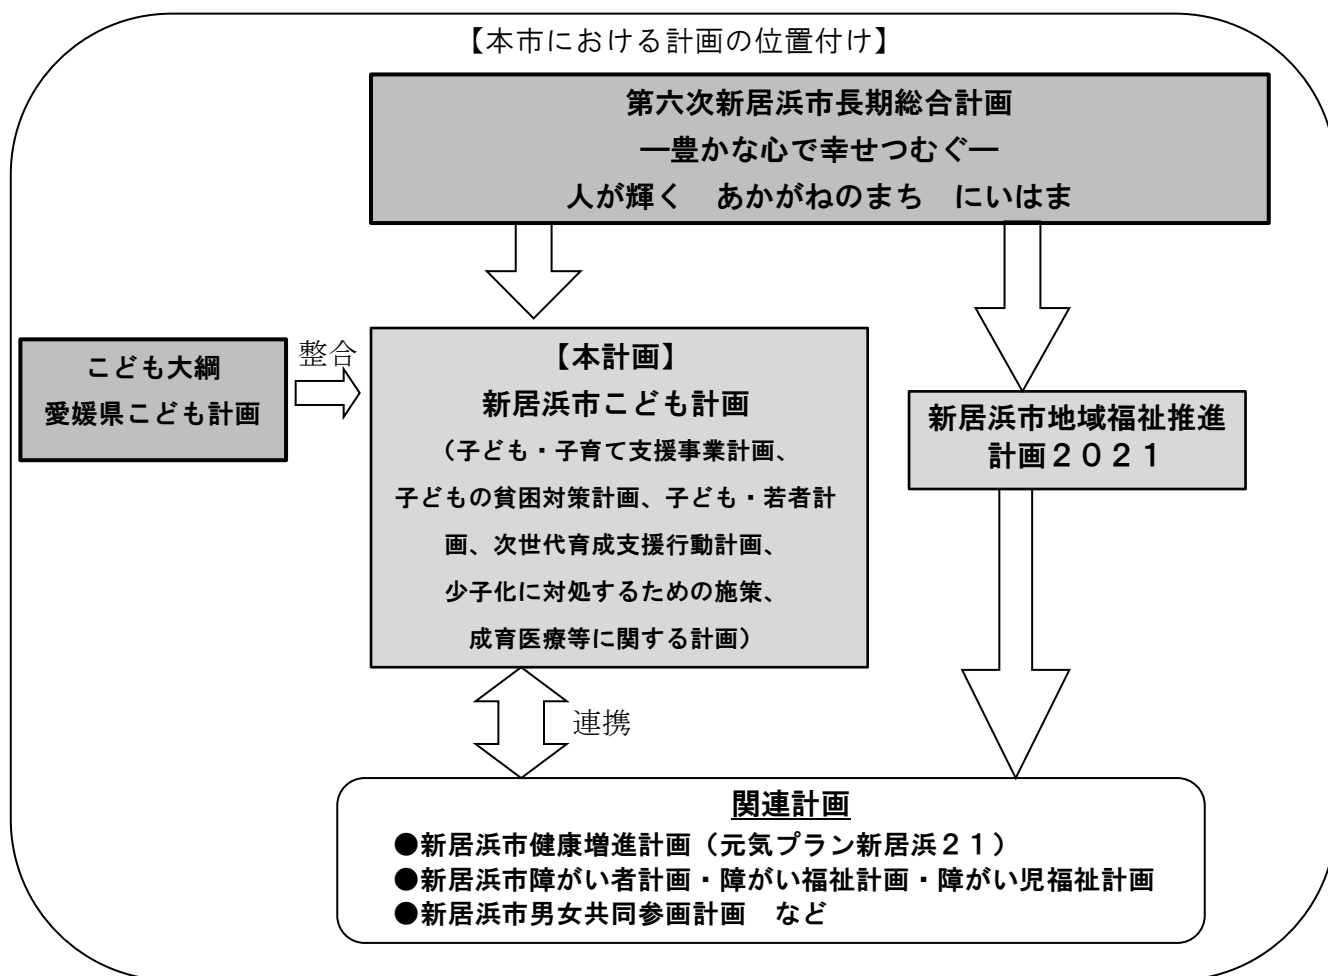 【本市における計画の位置付け】
第六次新居浜市長期総合計画
―豊かな心で幸せつむぐ―
人が輝く　あかがねのまち　にいはま
こども大綱
愛媛県こども計画
整合
【本計画】
新居浜市こども計画
（子ども・子育て支援事業計画、
子どもの貧困対策計画、子ども・若者計
画、次世代育成支援行動計画、
少子化に対処するための施策、
成育医療等に関する計画）
新居浜市地域福祉推進
計画２０２１
連携
関連計画
●新居浜市健康増進計画（元気プラン新居浜２１）
●新居浜市障がい者計画・障がい福祉計画・障がい児福祉計画
●新居浜市男女共同参画計画　など